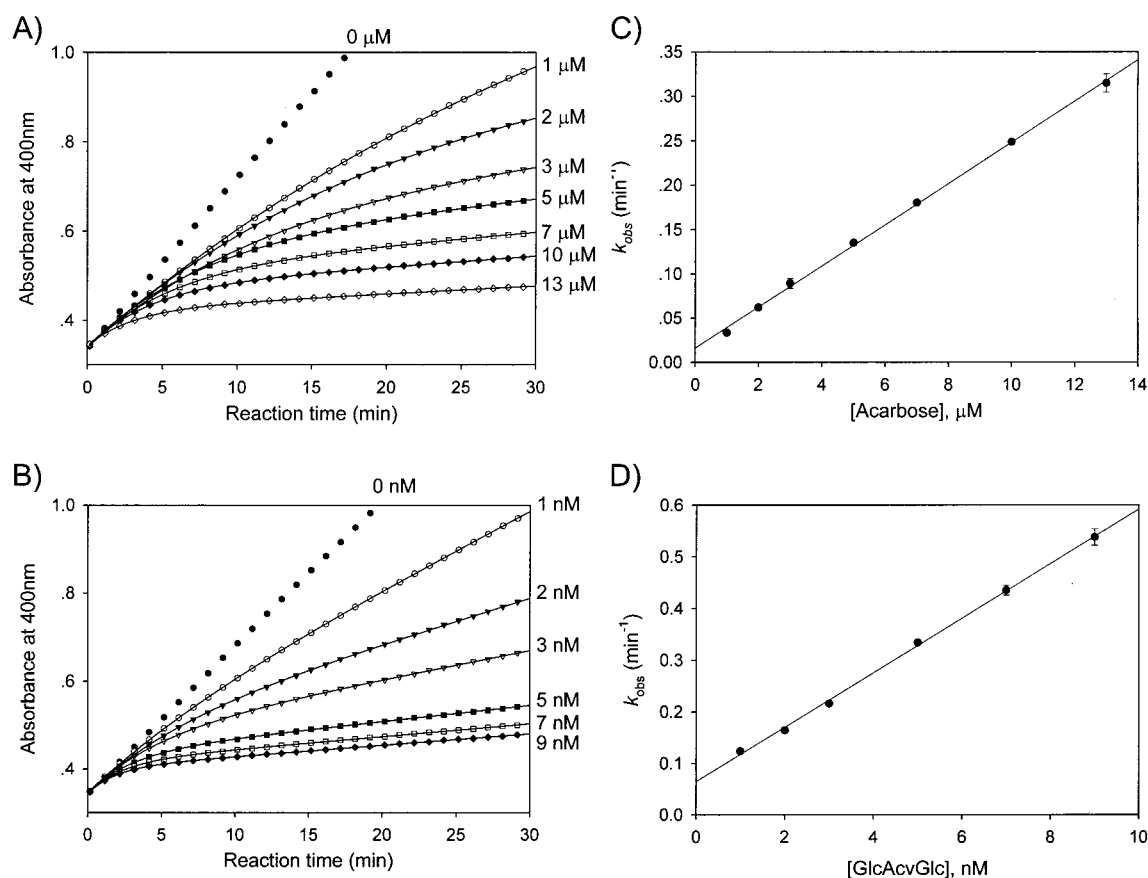 A)
0 µM
1.0
.8
.6
.4
Absorbance at 400nm
0 5 10 15 20 25 30
Reaction time (min)
1 µM
2 µM
3 µM
5 µM
7 µM
10 µM
13 µM
C)
.35
.30
.25
.20
.15
.10
.05
0.00
k_obs (min⁻¹)
0 2 4 6 8 10 12 14
[Acarbose], µM
B)
0 nM
1.0
.8
.6
.4
Absorbance at 400nm
0 5 10 15 20 25 30
Reaction time (min)
1 nM
2 nM
3 nM
5 nM
7 nM
9 nM
D)
0.6
0.5
0.4
0.3
0.2
0.1
0.0
k_obs (min⁻¹)
0 2 4 6 8 10
[GlcAcvGlc], nM